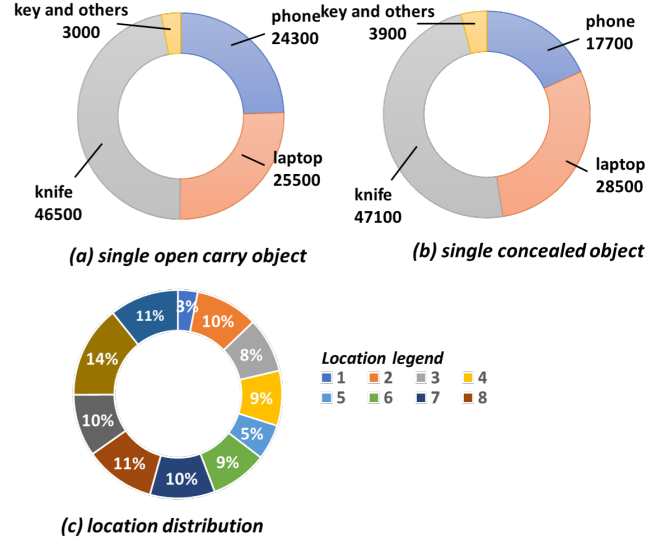 key and others
3000
phone
24300
laptop
25500
knife
46500
(a) single open carry object
key and others
3900
phone
17700
laptop
28500
knife
47100
(b) single concealed object
3%
10%
8%
9%
5%
9%
10%
11%
10%
14%
11%
Location legend
1 2 3 4
5 6 7 8
(c) location distribution